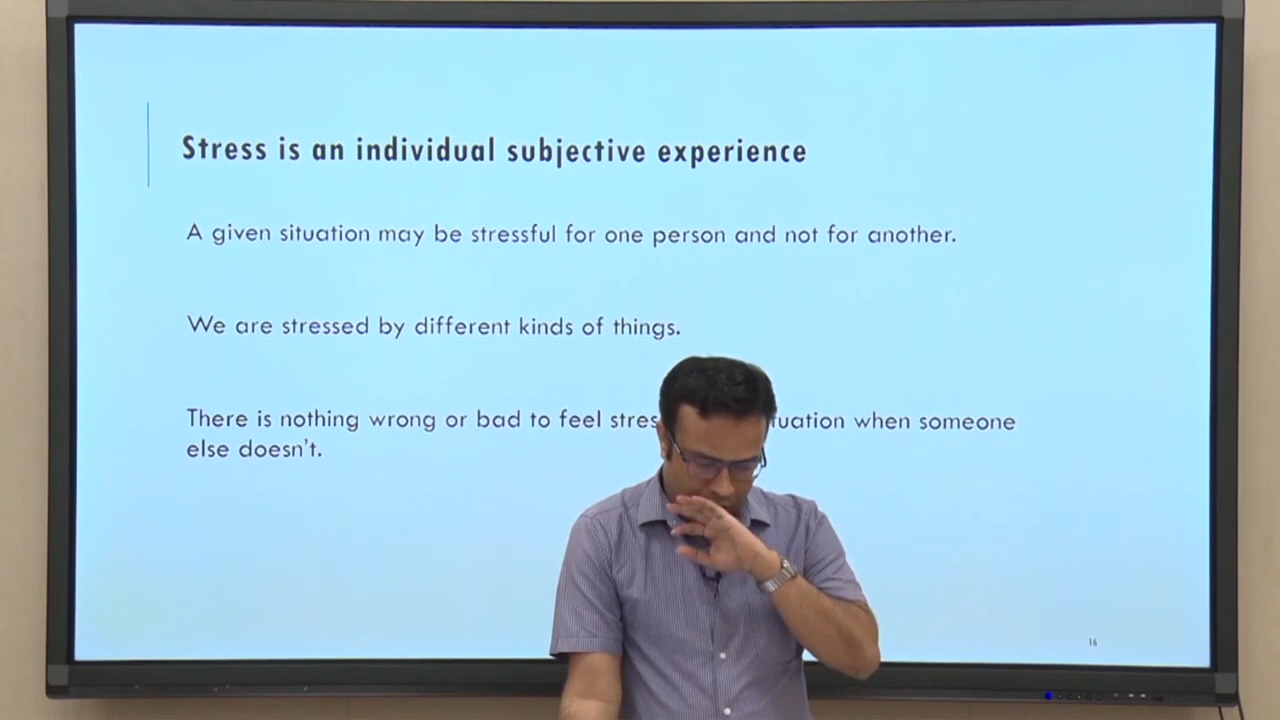 Stress is an individual subjective experience
A given situation may be stressful for one person and not for another.
We are stressed by different kinds of things.
There is nothing wrong or bad to feel when someone
else doesn't.
16